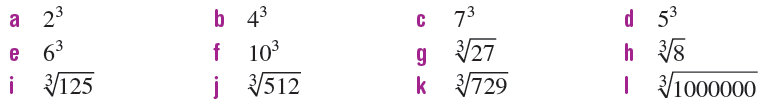 a 2³ b 4³ c 7³ d 5³
e 6³ f 10³ g ∛27 h ∛8
i ∛125 j ∛512 k ∛729 l ∛1000000